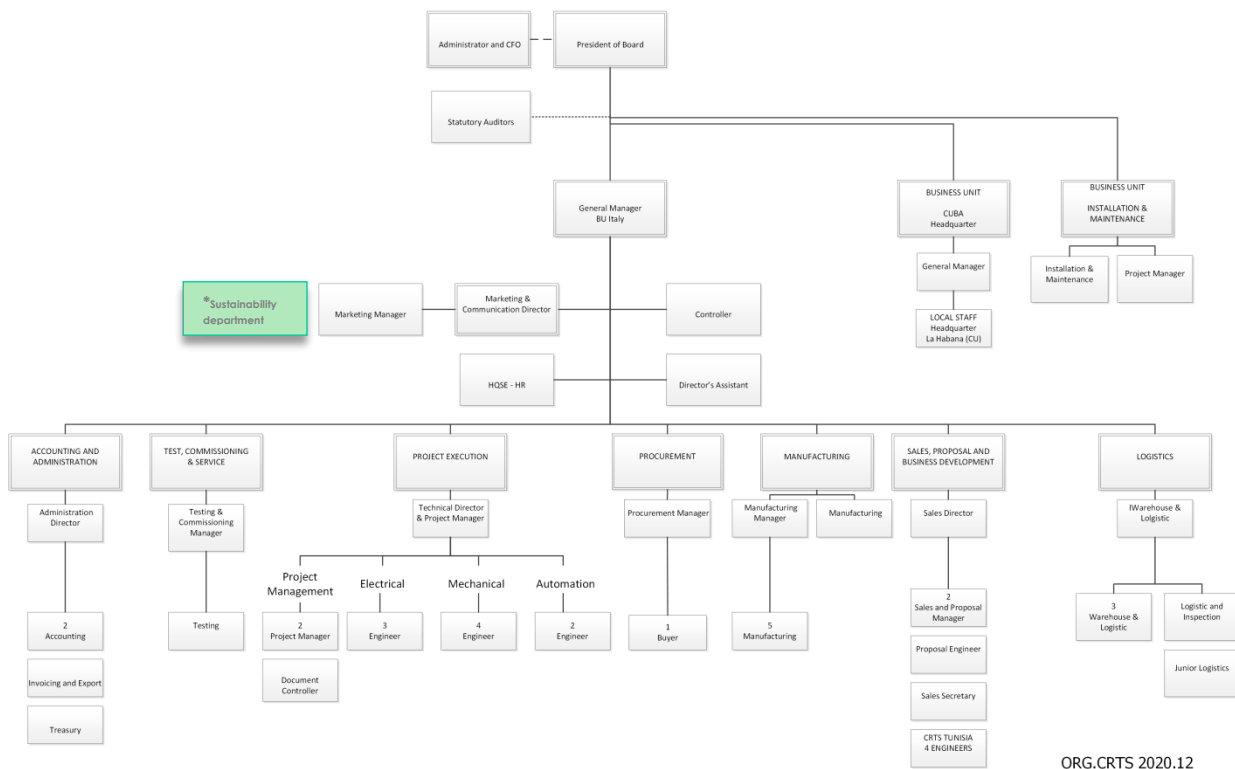 Administrator and CFO
President of Board
Statutory Auditors
General Manager
BU Italy
BUSINESS UNIT
CUBA
Headquarter
BUSINESS UNIT
INSTALLATION &
MAINTENANCE
General Manager
Installation &
Maintenance
Project Manager
LOCAL STAFF
Headquarter
La Habana (CU)
*Sustainability
department
Marketing Manager
Marketing &
Communication Director
Controller
HQSE - HR
Director's Assistant
ACCOUNTING AND
ADMINISTRATION
TEST, COMMISSIONING
& SERVICE
PROJECT EXECUTION
PROCUREMENT
MANUFACTURING
SALES, PROPOSAL AND
BUSINESS DEVELOPMENT
LOGISTICS
Administration
Director
Testing &
Commissioning
Manager
Technical Director
& Project Manager
Procurement Manager
Manufacturing
Manager
Manufacturing
Sales Director
IWarehouse &
Lolgistic
Project
Management
Electrical
Mechanical
Automation
2
Accounting
Testing
2
Project Manager
3
Engineer
4
Engineer
2
Engineer
1
Buyer
5
Manufacturing
2
Sales and Proposal
Manager
3
Warehouse &
Logistic
Logistic and
Inspection
Invoicing and Export
Document
Controller
Proposal Engineer
Junior Logistics
Treasury
Sales Secretary
CRTS TUNISIA
4 ENGINEERS
ORG.CRTS 2020.12